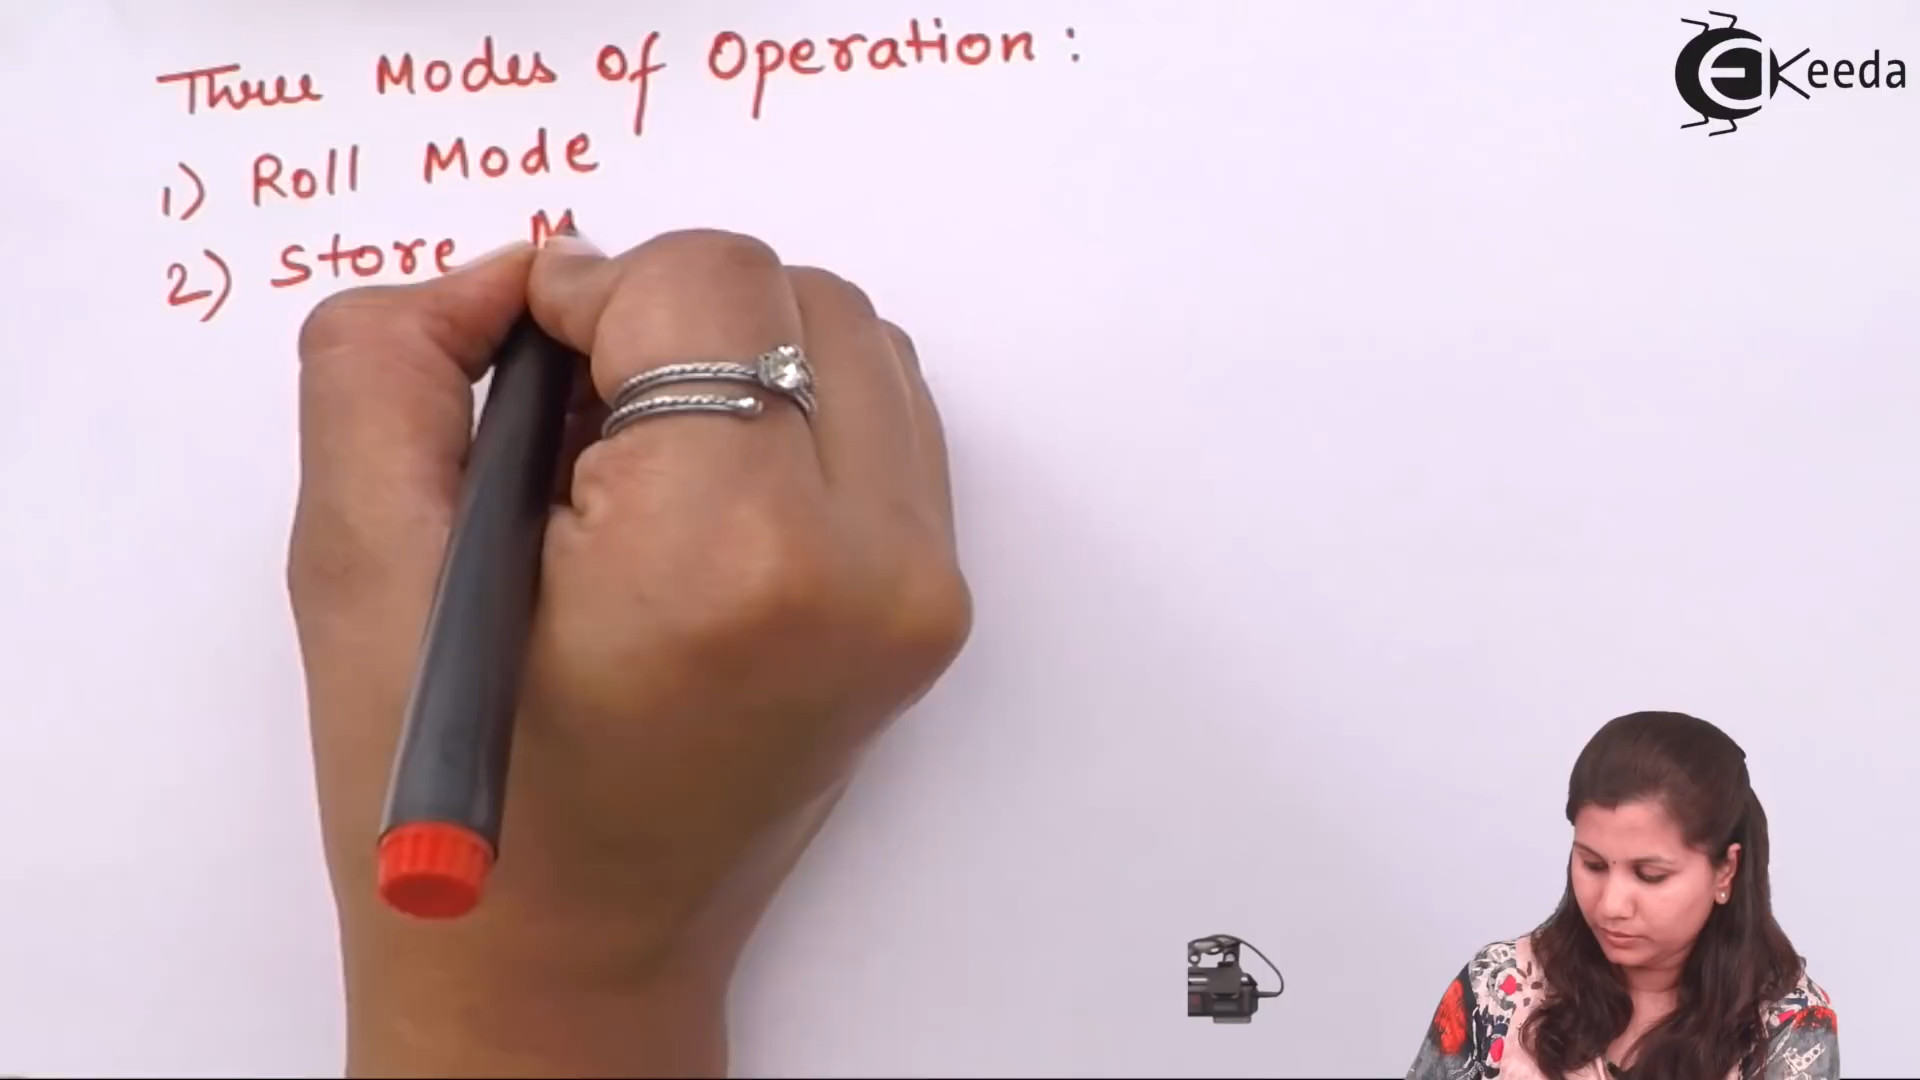 Three Modes of Operation :
1) Roll Mode
2) Store M
Keeda